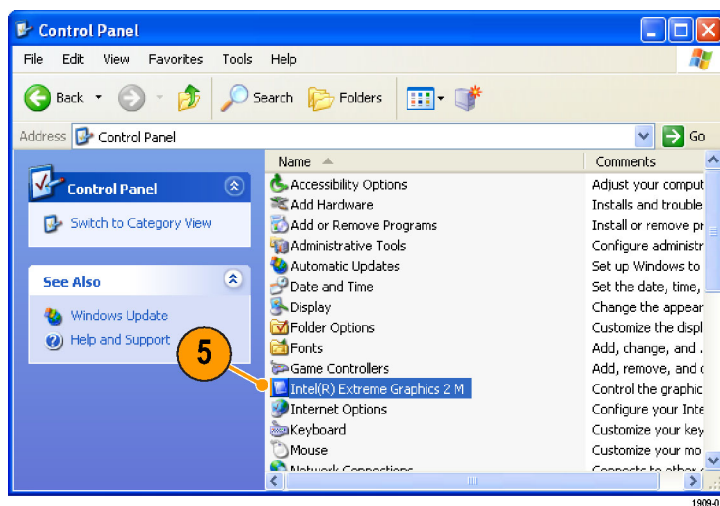 Control Panel
File Edit View Favorites Tools Help
Back Search Folders
Address Control Panel Go
Control Panel
Switch to Category View
See Also
Windows Update
Help and Support
5
Name Comments
Accessibility Options Adjust your comput
Add Hardware Installs and trouble
Add or Remove Programs Install or remove pr
Administrative Tools Configure administr
Automatic Updates Set up Windows to
Date and Time Set the date, time,
Display Change the appear
Folder Options Customize the displ
Fonts Add, change, and .
Game Controllers Add, remove, and c
Intel(R) Extreme Graphics 2 M Control the graphic
Internet Options Configure your Inte
Keyboard Customize your key
Mouse Customize your mo
Network Connections Connects to other
1909-0